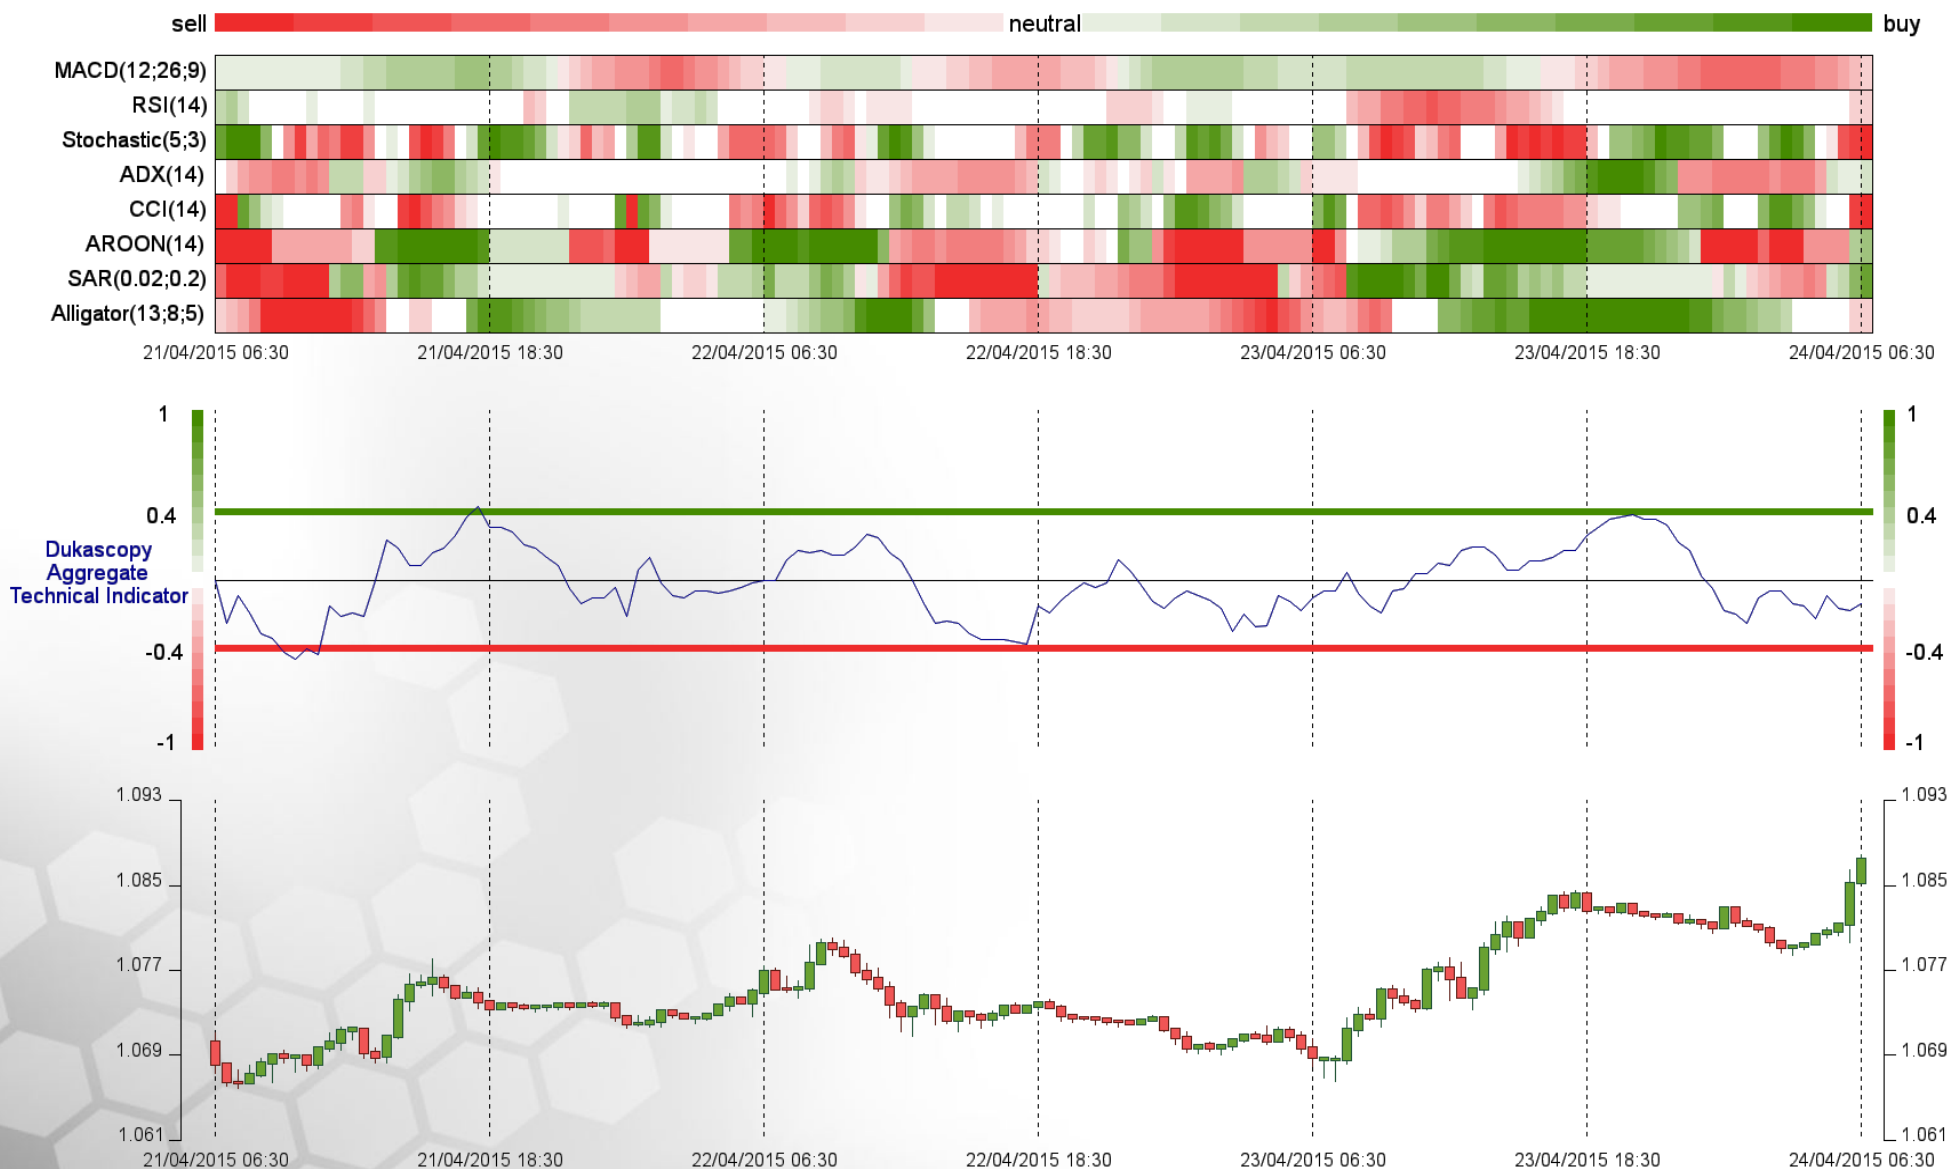 sell neutral buy
MACD(12;26;9)
RSI(14)
Stochastic(5;3)
ADX(14)
CCI(14)
AROON(14)
SAR(0.02;0.2)
Alligator(13;8;5)
21/04/2015 06:30 21/04/2015 18:30 22/04/2015 06:30 22/04/2015 18:30 23/04/2015 06:30 23/04/2015 18:30 24/04/2015 06:30
1 1
0.4 0.4
Dukascopy
Aggregate
Technical Indicator
-0.4 -0.4
-1 -1
1.093 1.093
1.085 1.085
1.077 1.077
1.069 1.069
1.061 1.061
21/04/2015 06:30 21/04/2015 18:30 22/04/2015 06:30 22/04/2015 18:30 23/04/2015 06:30 23/04/2015 18:30 24/04/2015 06:30